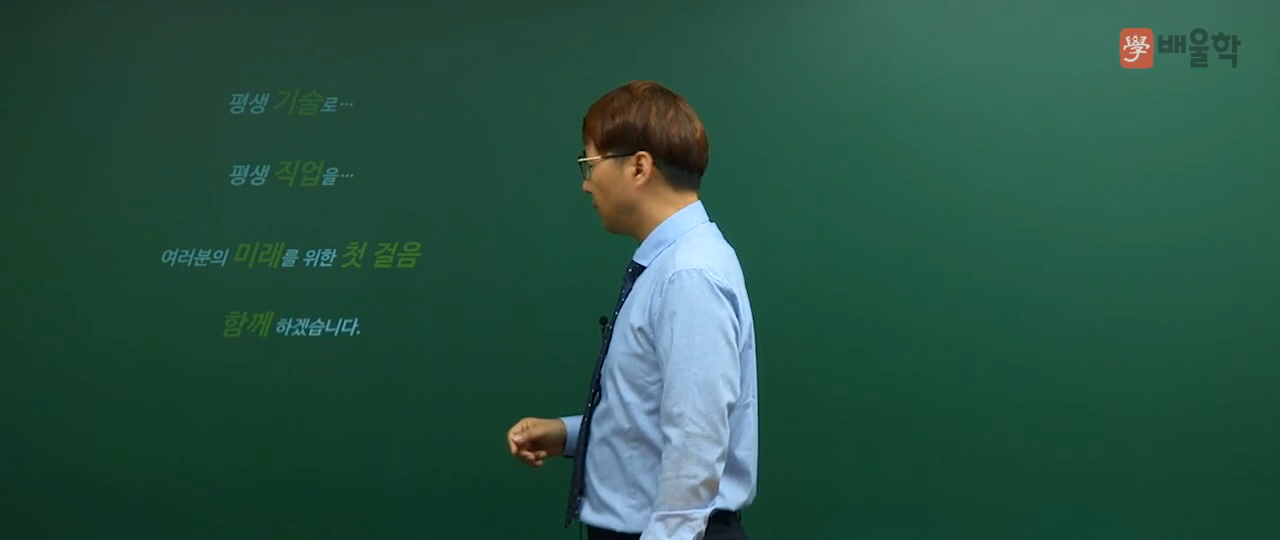 평생 기술로…
평생 직업을…
여러분의 미래를 위한 첫 걸음
함께 하겠습니다.
學 배울학